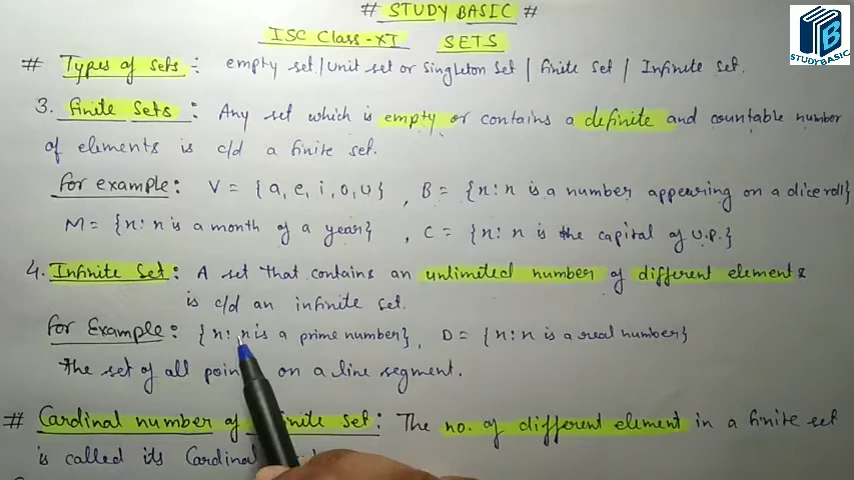 # STUDY BASIC #
ISC Class-XI SETS
# Types of Sets: empty set/Unit set or Singleton Set / finite set / Infinite set.
3. Finite Sets: Any set which is empty or contains a definite and countable number
of elements is c/d a finite set.
for example: V = {a, e, i, o, u}, B = {n: n is a number appearing on a dice roll}
M = {n: n is a month of a year}, C = {n: n is the capital of U.P.}
4. Infinite Set: A set that contains an unlimited number of different elements
is c/d an infinite set.
for Example: {n: n is a prime number}, D = {n: n is a real number}
The set of all poin on a line segment.
# Cardinal number of finite set: The no. of different element in a finite set
is called its Cardinal
STUDYBASIC